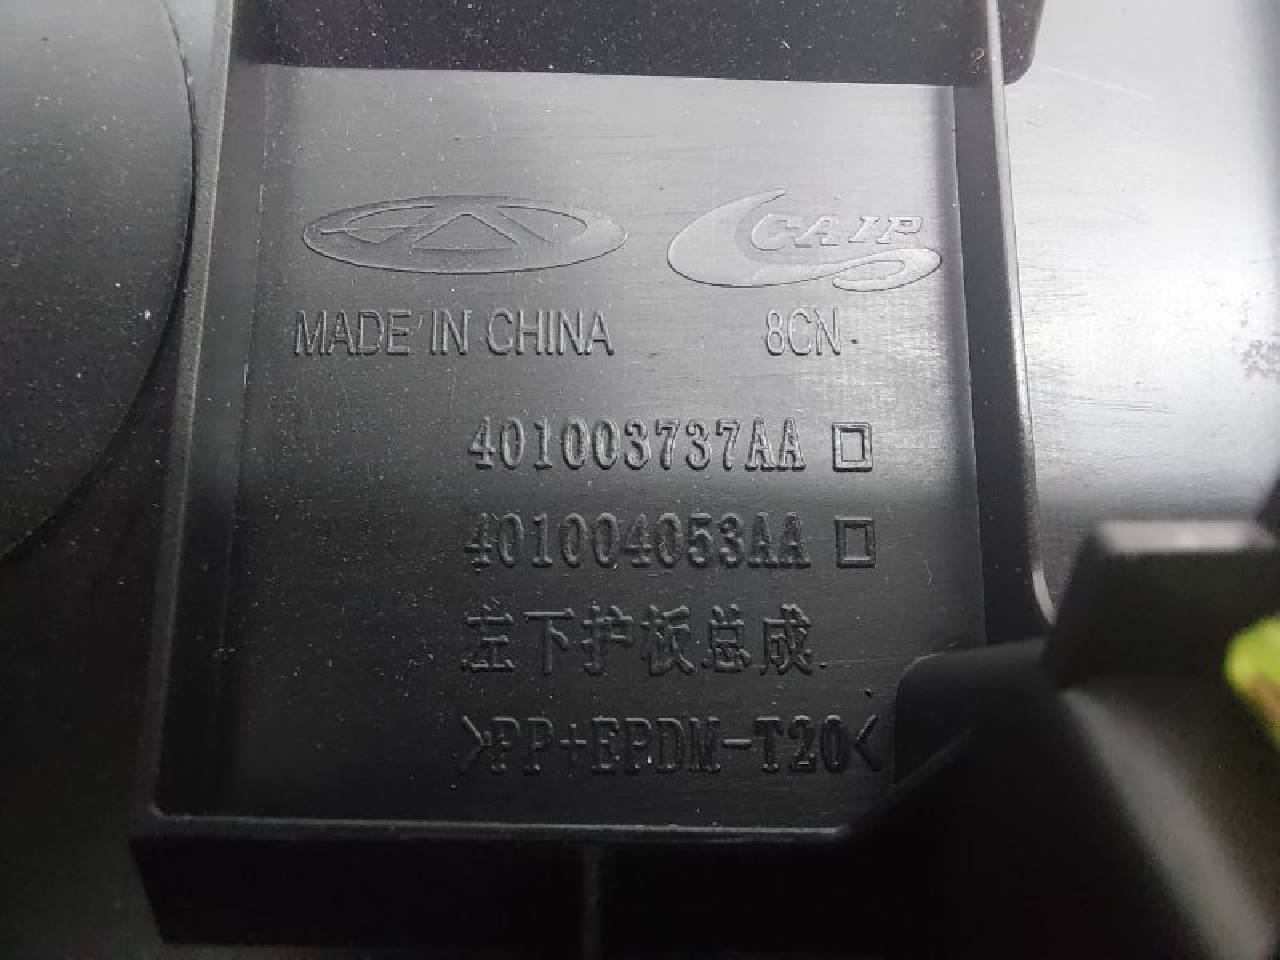 CAIP
MADE IN CHINA 8CN
401003737AA □
401004053AA □
左下护板总成
>PP+EPDM-T20<